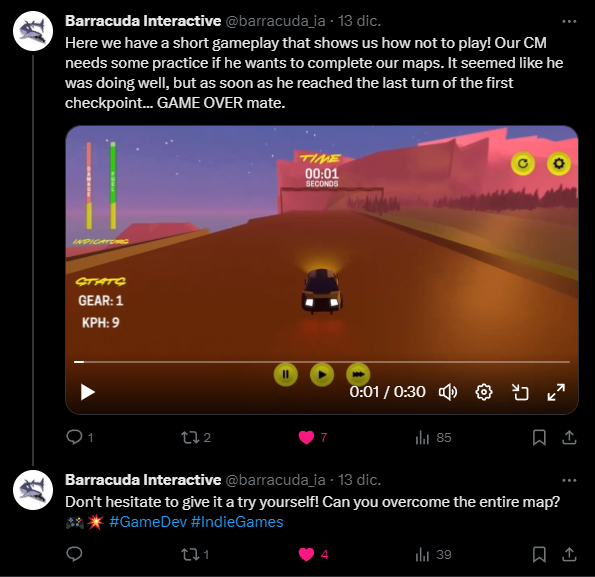 Barracuda Interactive @barracuda_ia · 13 dic.
Here we have a short gameplay that shows us how not to play! Our CM
needs some practice if he wants to complete our maps. It seemed like he
was doing well, but as soon as he reached the last turn of the first
checkpoint... GAME OVER mate.
TIME
00:01
SECONDS
DAMAGE
FUEL
INDICATORS
STATS
GEAR: 1
KPH: 9
0:01 / 0:30
1 2 7 85
Barracuda Interactive @barracuda_ia · 13 dic.
Don't hesitate to give it a try yourself! Can you overcome the entire map?
🎮💥 #GameDev #IndieGames
1 4 39